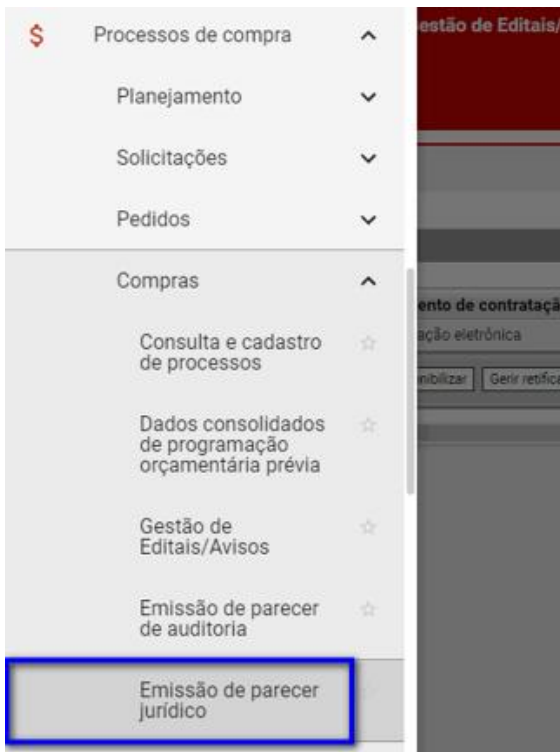 $ Processos de compra
estão de Editais/
Planejamento
Solicitações
Pedidos
Compras
ento de contrataçã
ação eletrônica
Consulta e cadastro
de processos
nibilizar Gerir retifica
Dados consolidados
de programação
orçamentária prévia
Gestão de
Editais/Avisos
Emissão de parecer
de auditoria
Emissão de parecer
jurídico